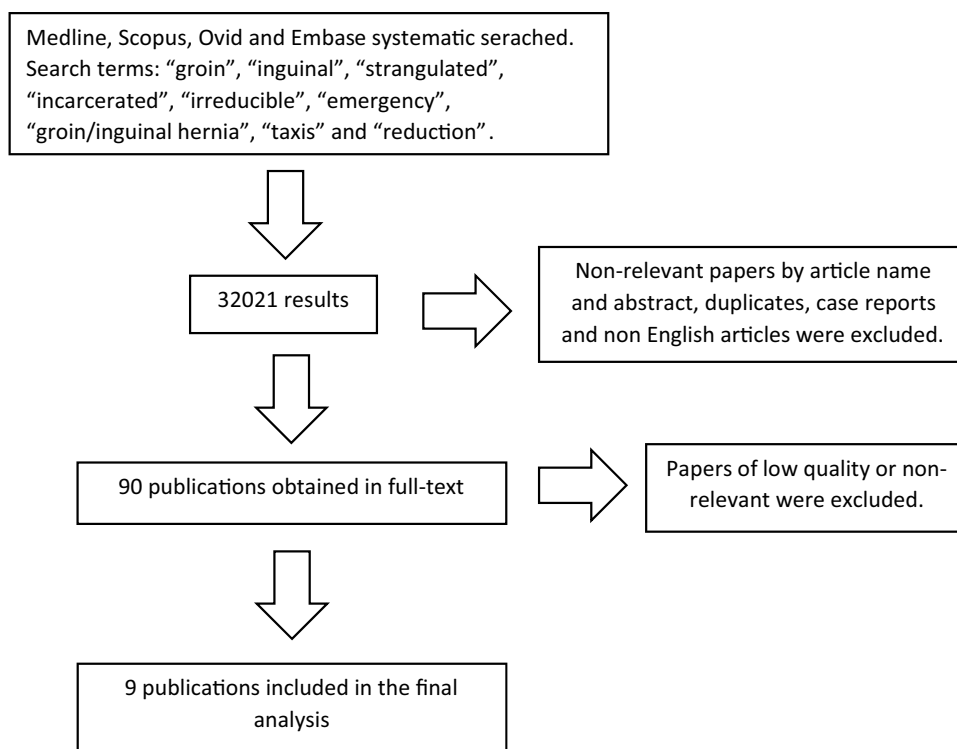 Medline, Scopus, Ovid and Embase systematic serached.
Search terms: “groin”, “inguinal”, “strangulated”,
“incarcerated”, “irreducible”, “emergency”,
“groin/inguinal hernia”, “taxis” and “reduction”.
32021 results
Non-relevant papers by article name
and abstract, duplicates, case reports
and non English articles were excluded.
90 publications obtained in full-text
Papers of low quality or non-
relevant were excluded.
9 publications included in the final
analysis